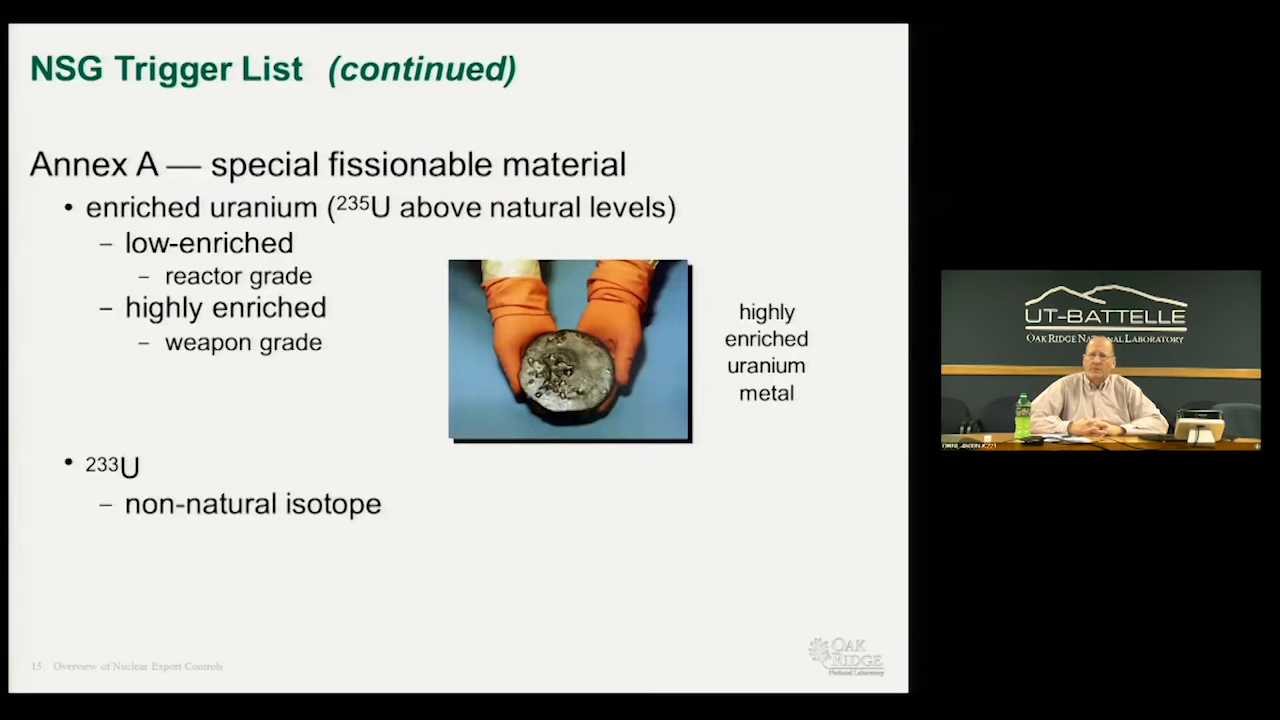 NSG Trigger List (continued)
Annex A — special fissionable material
• enriched uranium (²³⁵U above natural levels)
– low-enriched
– reactor grade
– highly enriched
– weapon grade
highly
enriched
uranium
metal
• ²³³U
– non-natural isotope
15 Overview of Nuclear Export Controls
OAK
RIDGE
National Laboratory
UT-BATTELLE
OAK RIDGE NATIONAL LABORATORY